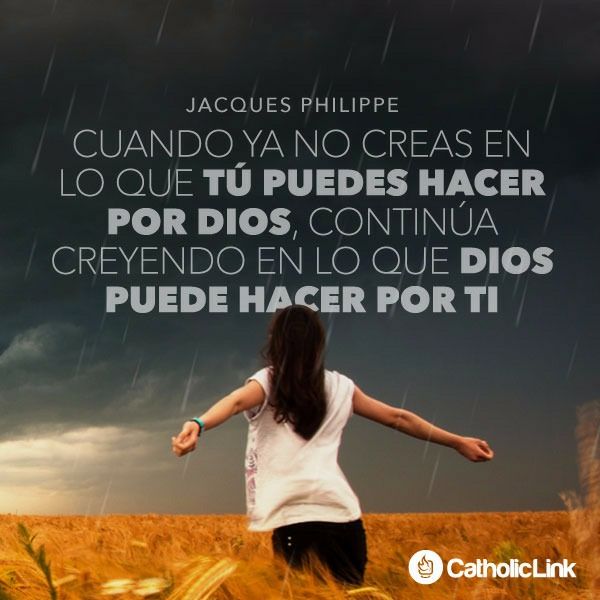 JACQUES PHILIPPE
CUANDO YA NO CREAS EN
LO QUE TÚ PUEDES HACER
POR DIOS, CONTINÚA
CREYENDO EN LO QUE DIOS
PUEDE HACER POR TI
CatholicLink